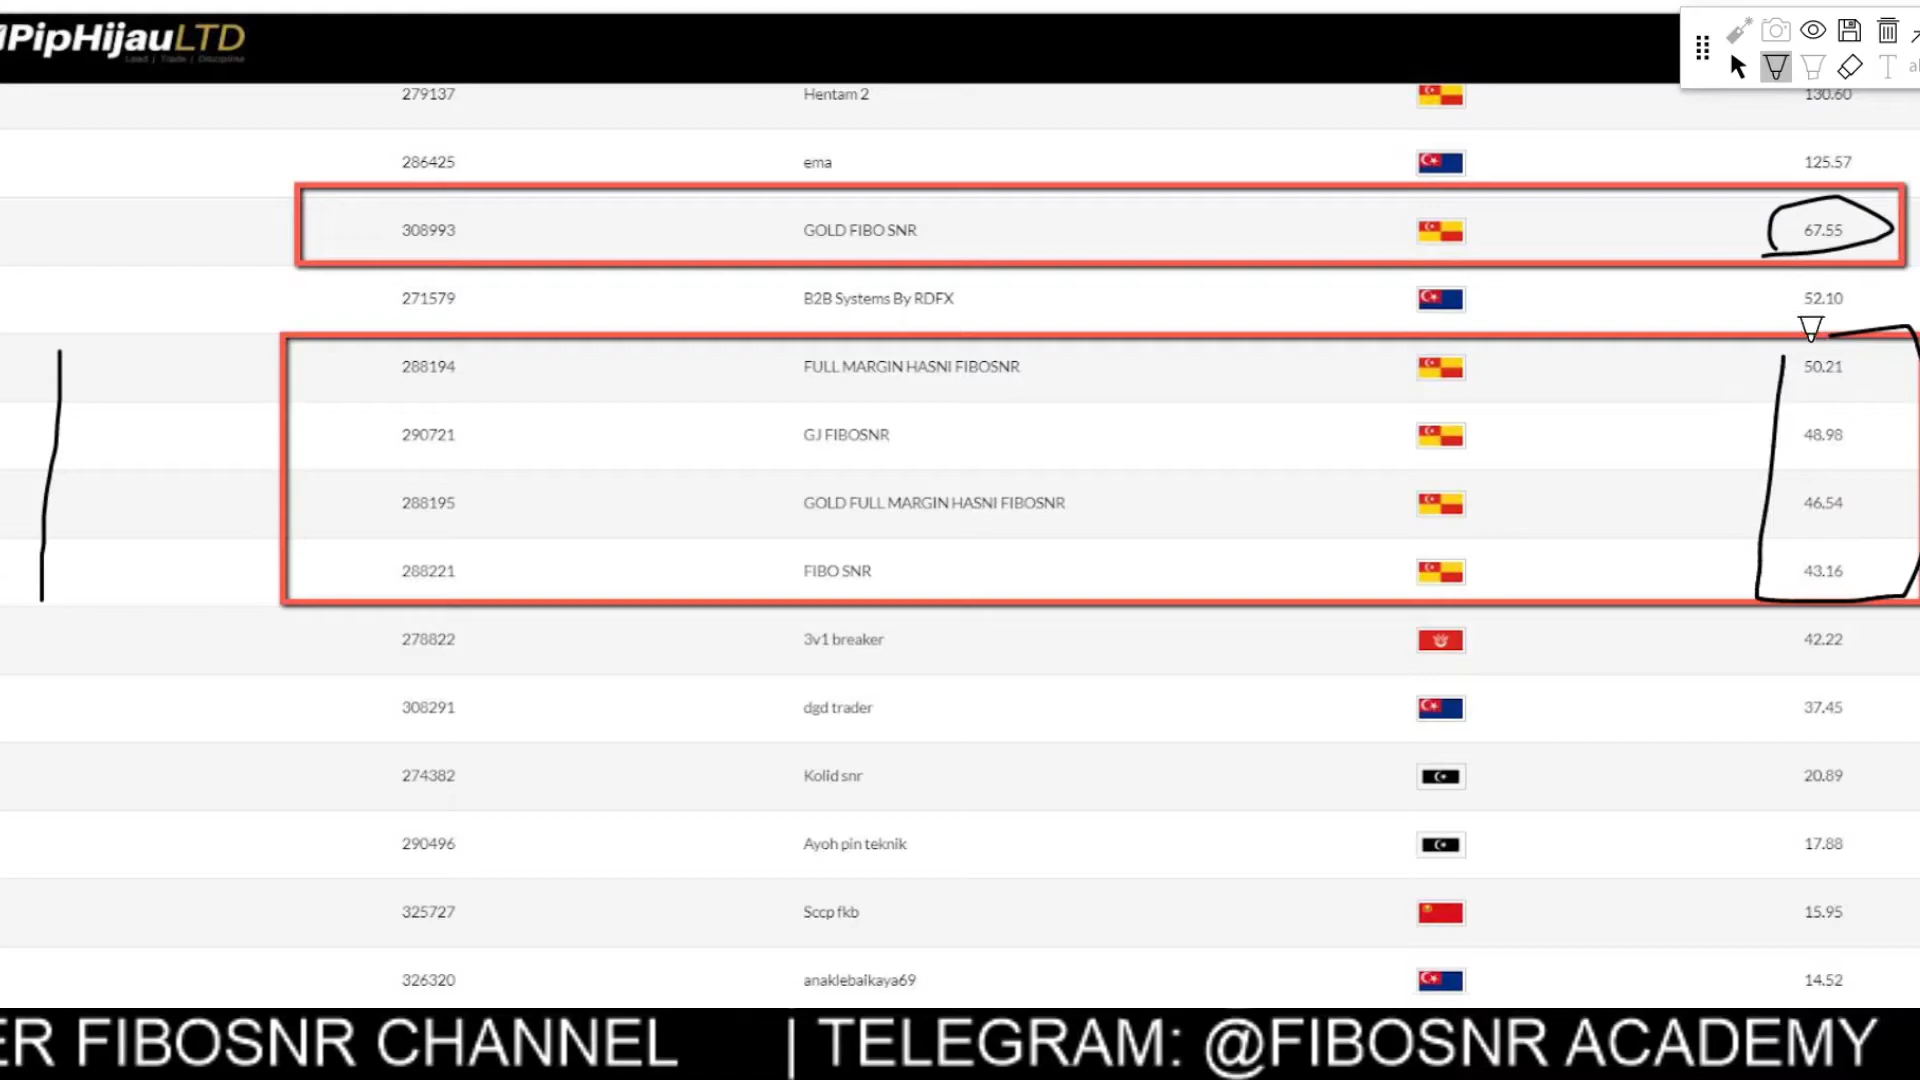 PipHijauLTD
Lead | Trade | Discipline
279137 Hentam 2 130.60
286425 ema 125.57
308993 GOLD FIBO SNR 67.55
271579 B2B Systems By RDFX 52.10
288194 FULL MARGIN HASNI FIBOSNR 50.21
290721 GJ FIBOSNR 48.98
288195 GOLD FULL MARGIN HASNI FIBOSNR 46.54
288221 FIBO SNR 43.16
278822 3v1 breaker 42.22
308291 dgd trader 37.45
274382 Kolid snr 20.89
290496 Ayoh pin teknik 17.88
325727 Sccp fkb 15.95
326320 anaklebaikaya69 14.52
ER FIBOSNR CHANNEL | TELEGRAM: @FIBOSNR ACADEMY